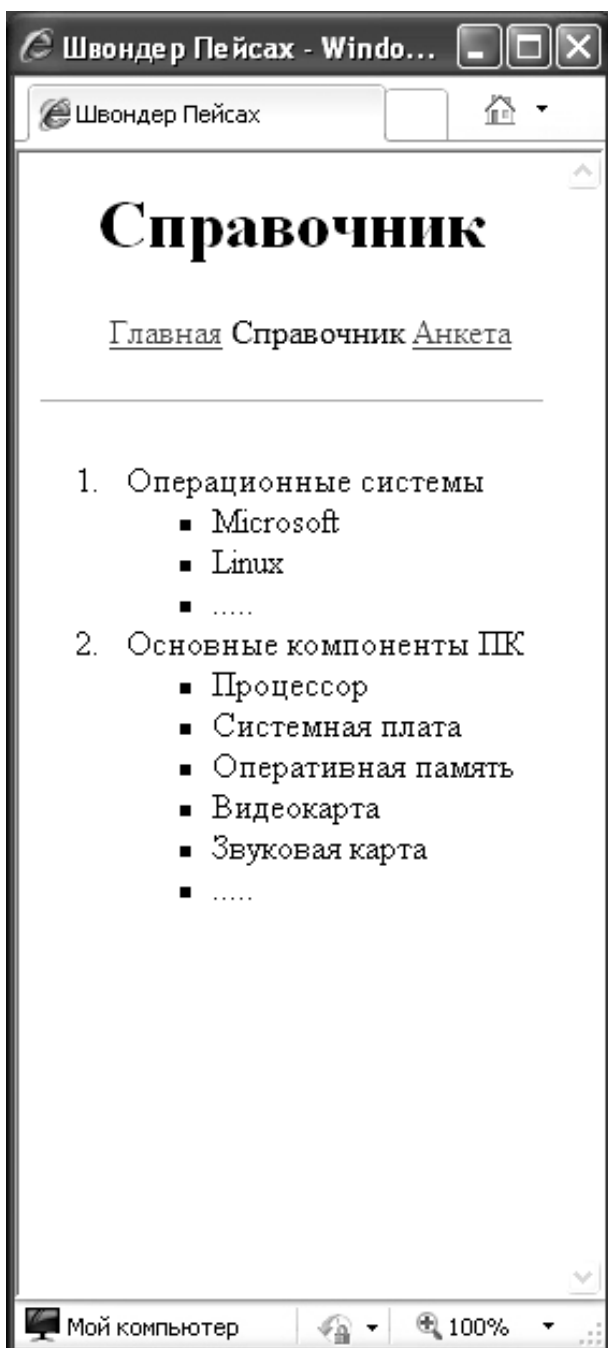 Швондер Пейсах - Windo...
Швондер Пейсах
Справочник
Главная Справочник Анкета
1. Операционные системы
▪ Microsoft
▪ Linux
▪ .....
2. Основные компоненты ПК
▪ Процессор
▪ Системная плата
▪ Оперативная память
▪ Видеокарта
▪ Звуковая карта
▪ .....
Мой компьютер 100%